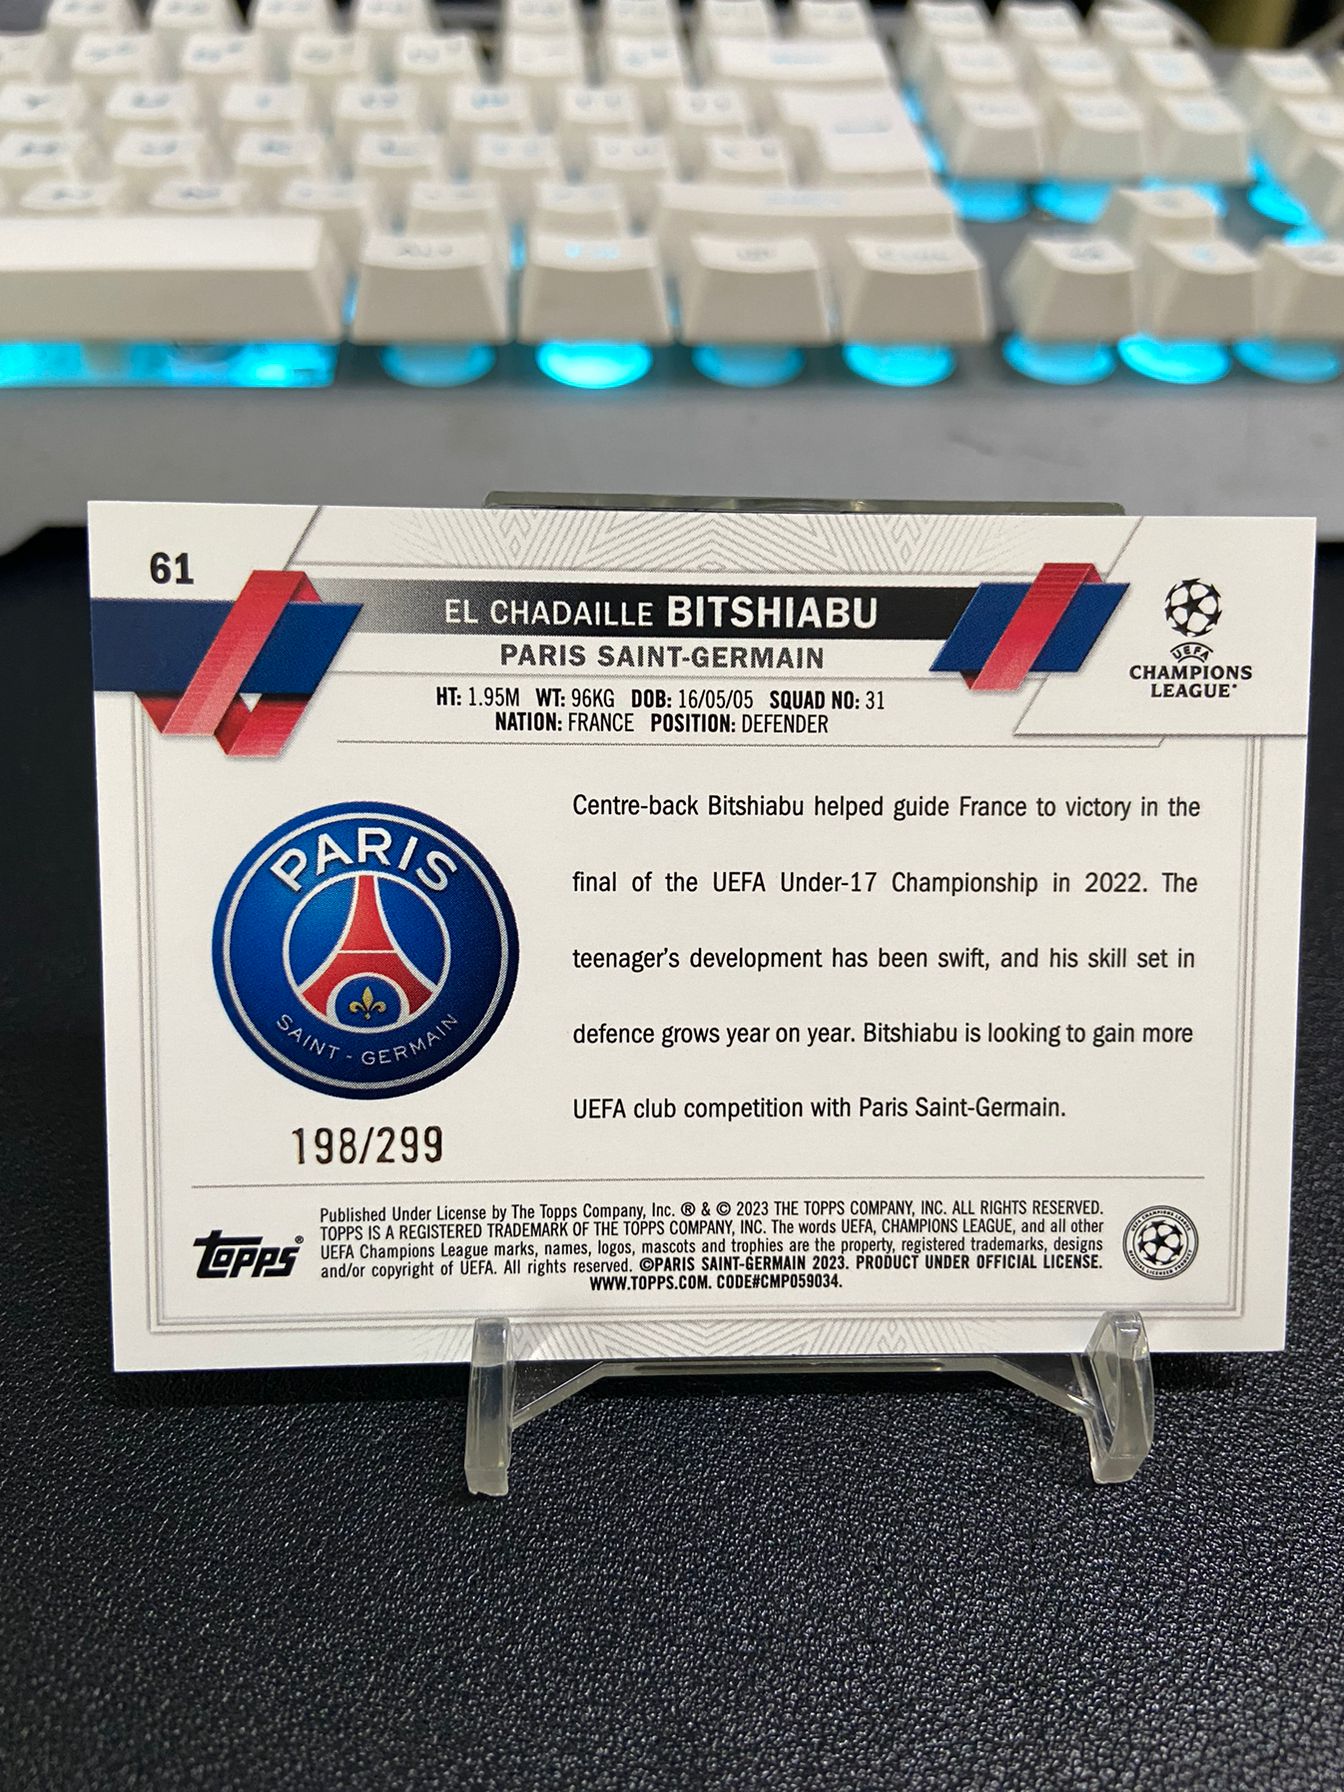 61
EL CHADAILLE BITSHIABU
PARIS SAINT-GERMAIN
HT: 1.95M WT: 96KG DOB: 16/05/05 SQUAD NO: 31
NATION: FRANCE POSITION: DEFENDER
UEFA
CHAMPIONS
LEAGUE
PARIS
SAINT-GERMAIN
198/299
Centre-back Bitshiabu helped guide France to victory in the
final of the UEFA Under-17 Championship in 2022. The
teenager's development has been swift, and his skill set in
defence grows year on year. Bitshiabu is looking to gain more
UEFA club competition with Paris Saint-Germain.
Topps®
Published Under License by The Topps Company, Inc. ® & © 2023 THE TOPPS COMPANY, INC. ALL RIGHTS RESERVED.
TOPPS IS A REGISTERED TRADEMARK OF THE TOPPS COMPANY, INC. The words UEFA, CHAMPIONS LEAGUE, and all other
UEFA Champions League marks, names, logos, mascots and trophies are the property, registered trademarks, designs
and/or copyright of UEFA. All rights reserved. ©PARIS SAINT-GERMAIN 2023. PRODUCT UNDER OFFICIAL LICENSE.
WWW.TOPPS.COM. CODE#CMP059034.